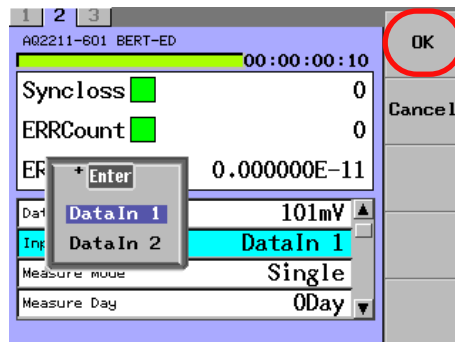 1 2 3
AQ2211-601 BERT-ED
00:00:00:10
Syncloss 0
ERRCount 0
ER 0.000000E-11
Enter
DataIn 1
DataIn 2
Dat 101mV
Inp DataIn 1
Measure Mode Single
Measure Day 0Day
OK
Cancel